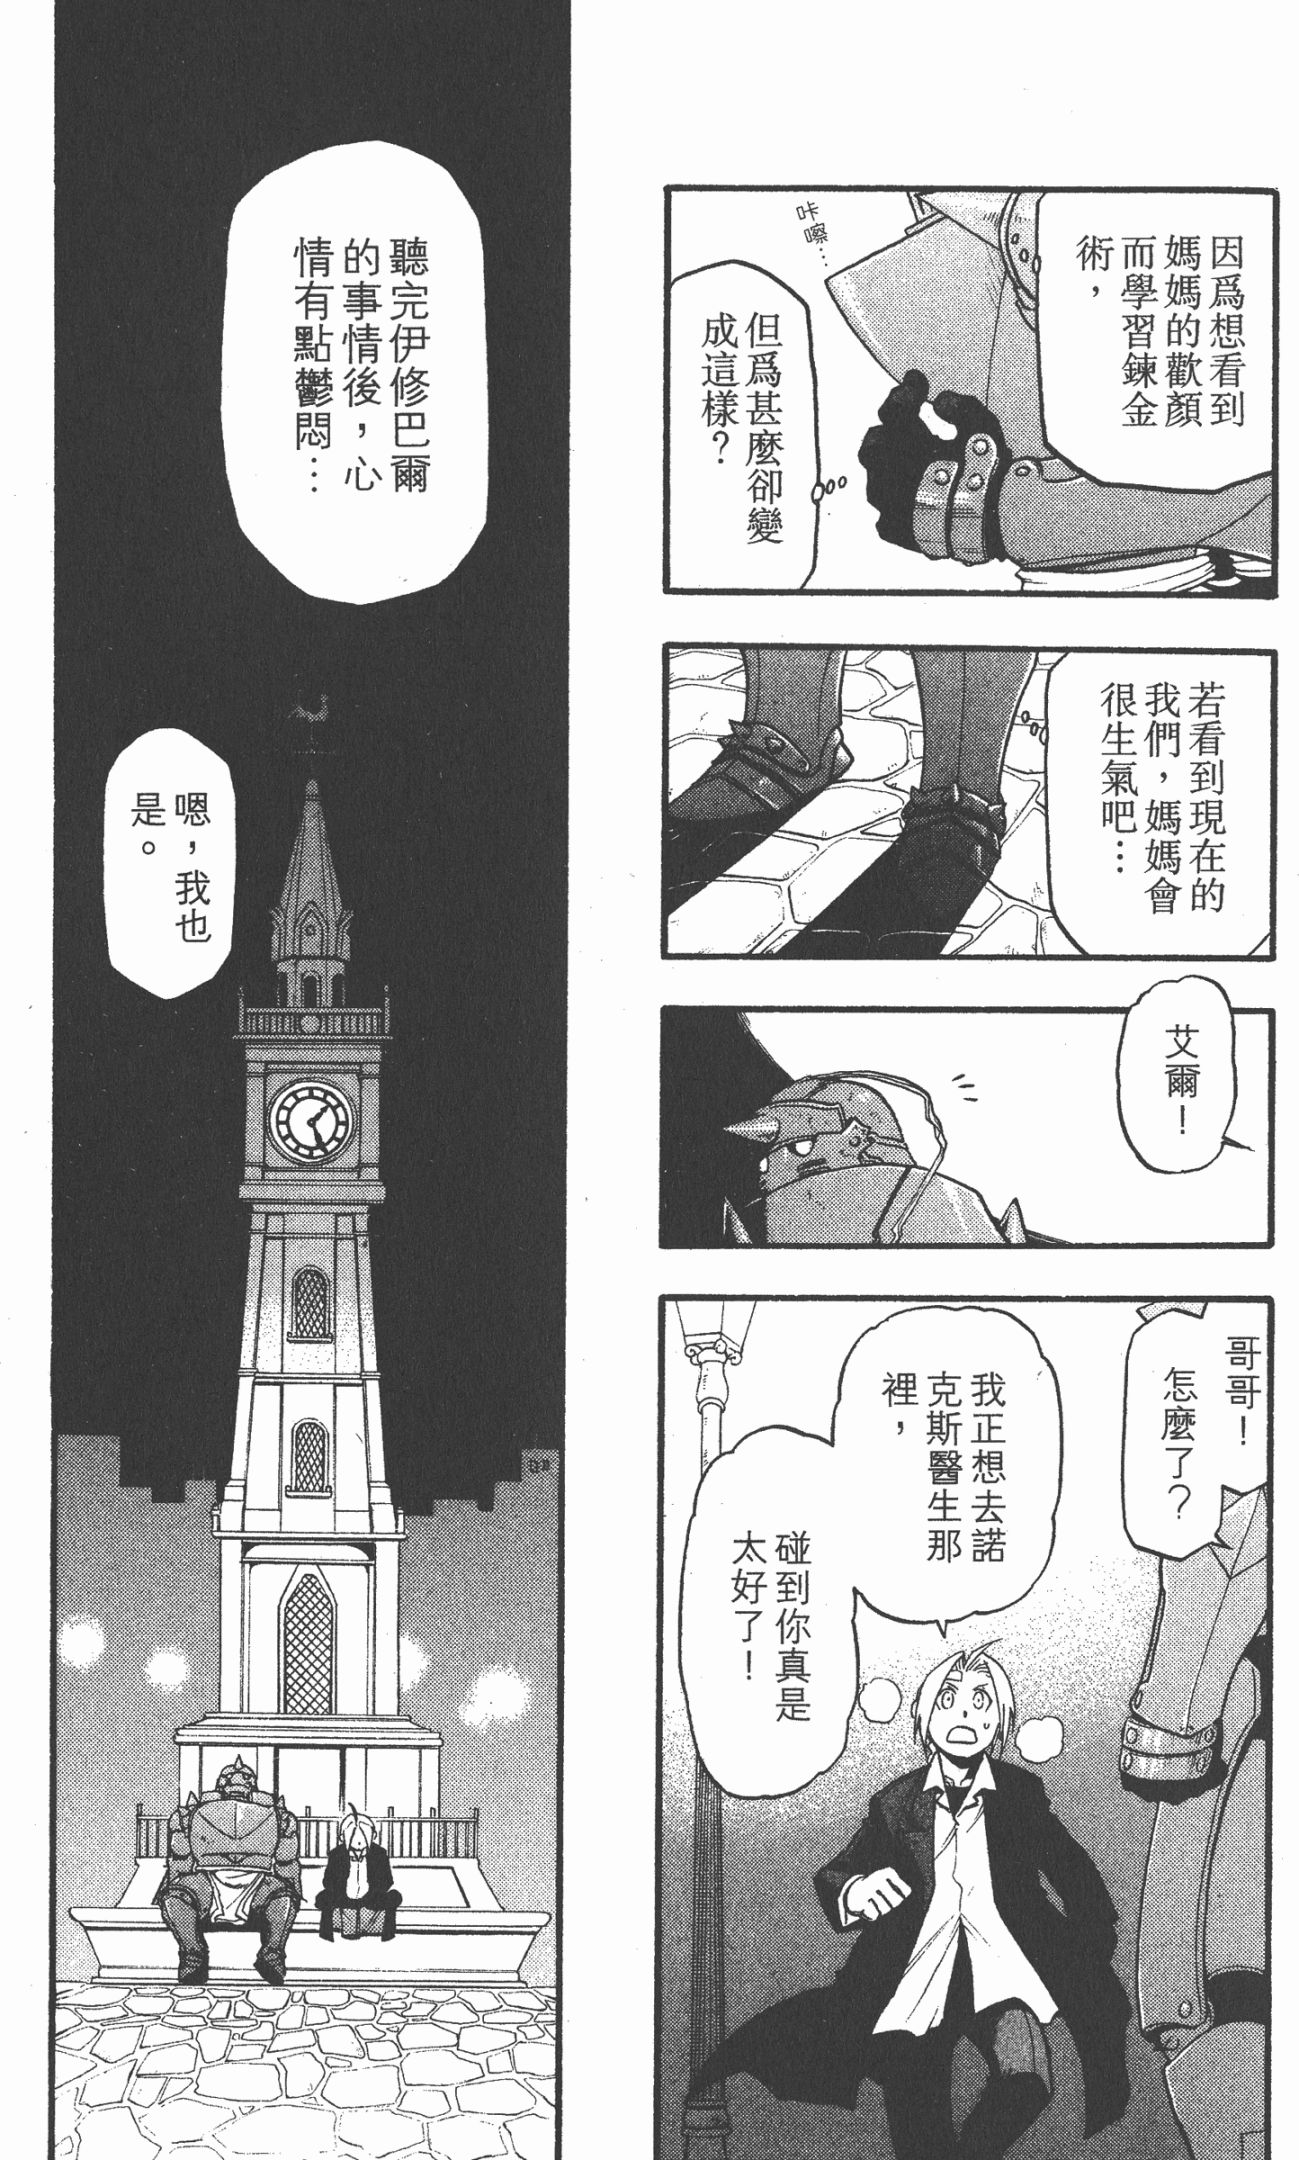 因爲想看到
媽媽的歡顏
而學習鍊金
術，
咔嚓…
但爲甚麼卻變
成這樣？
若看到現在的
我們，媽媽會
很生氣吧…
艾爾！
哥哥！
怎麼了？
我正想去諾
克斯醫生那
裡，
碰到你真是
太好了！
聽完伊修巴爾
的事情後，心
情有點鬱悶…
嗯，我也
是。